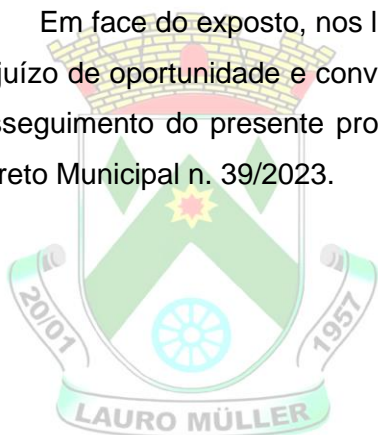 Em face do exposto, nos l
juízo de oportunidade e conv
sseguimento do presente pro
reto Municipal n. 39/2023.
20/01
1957
LAURO MÜLLER